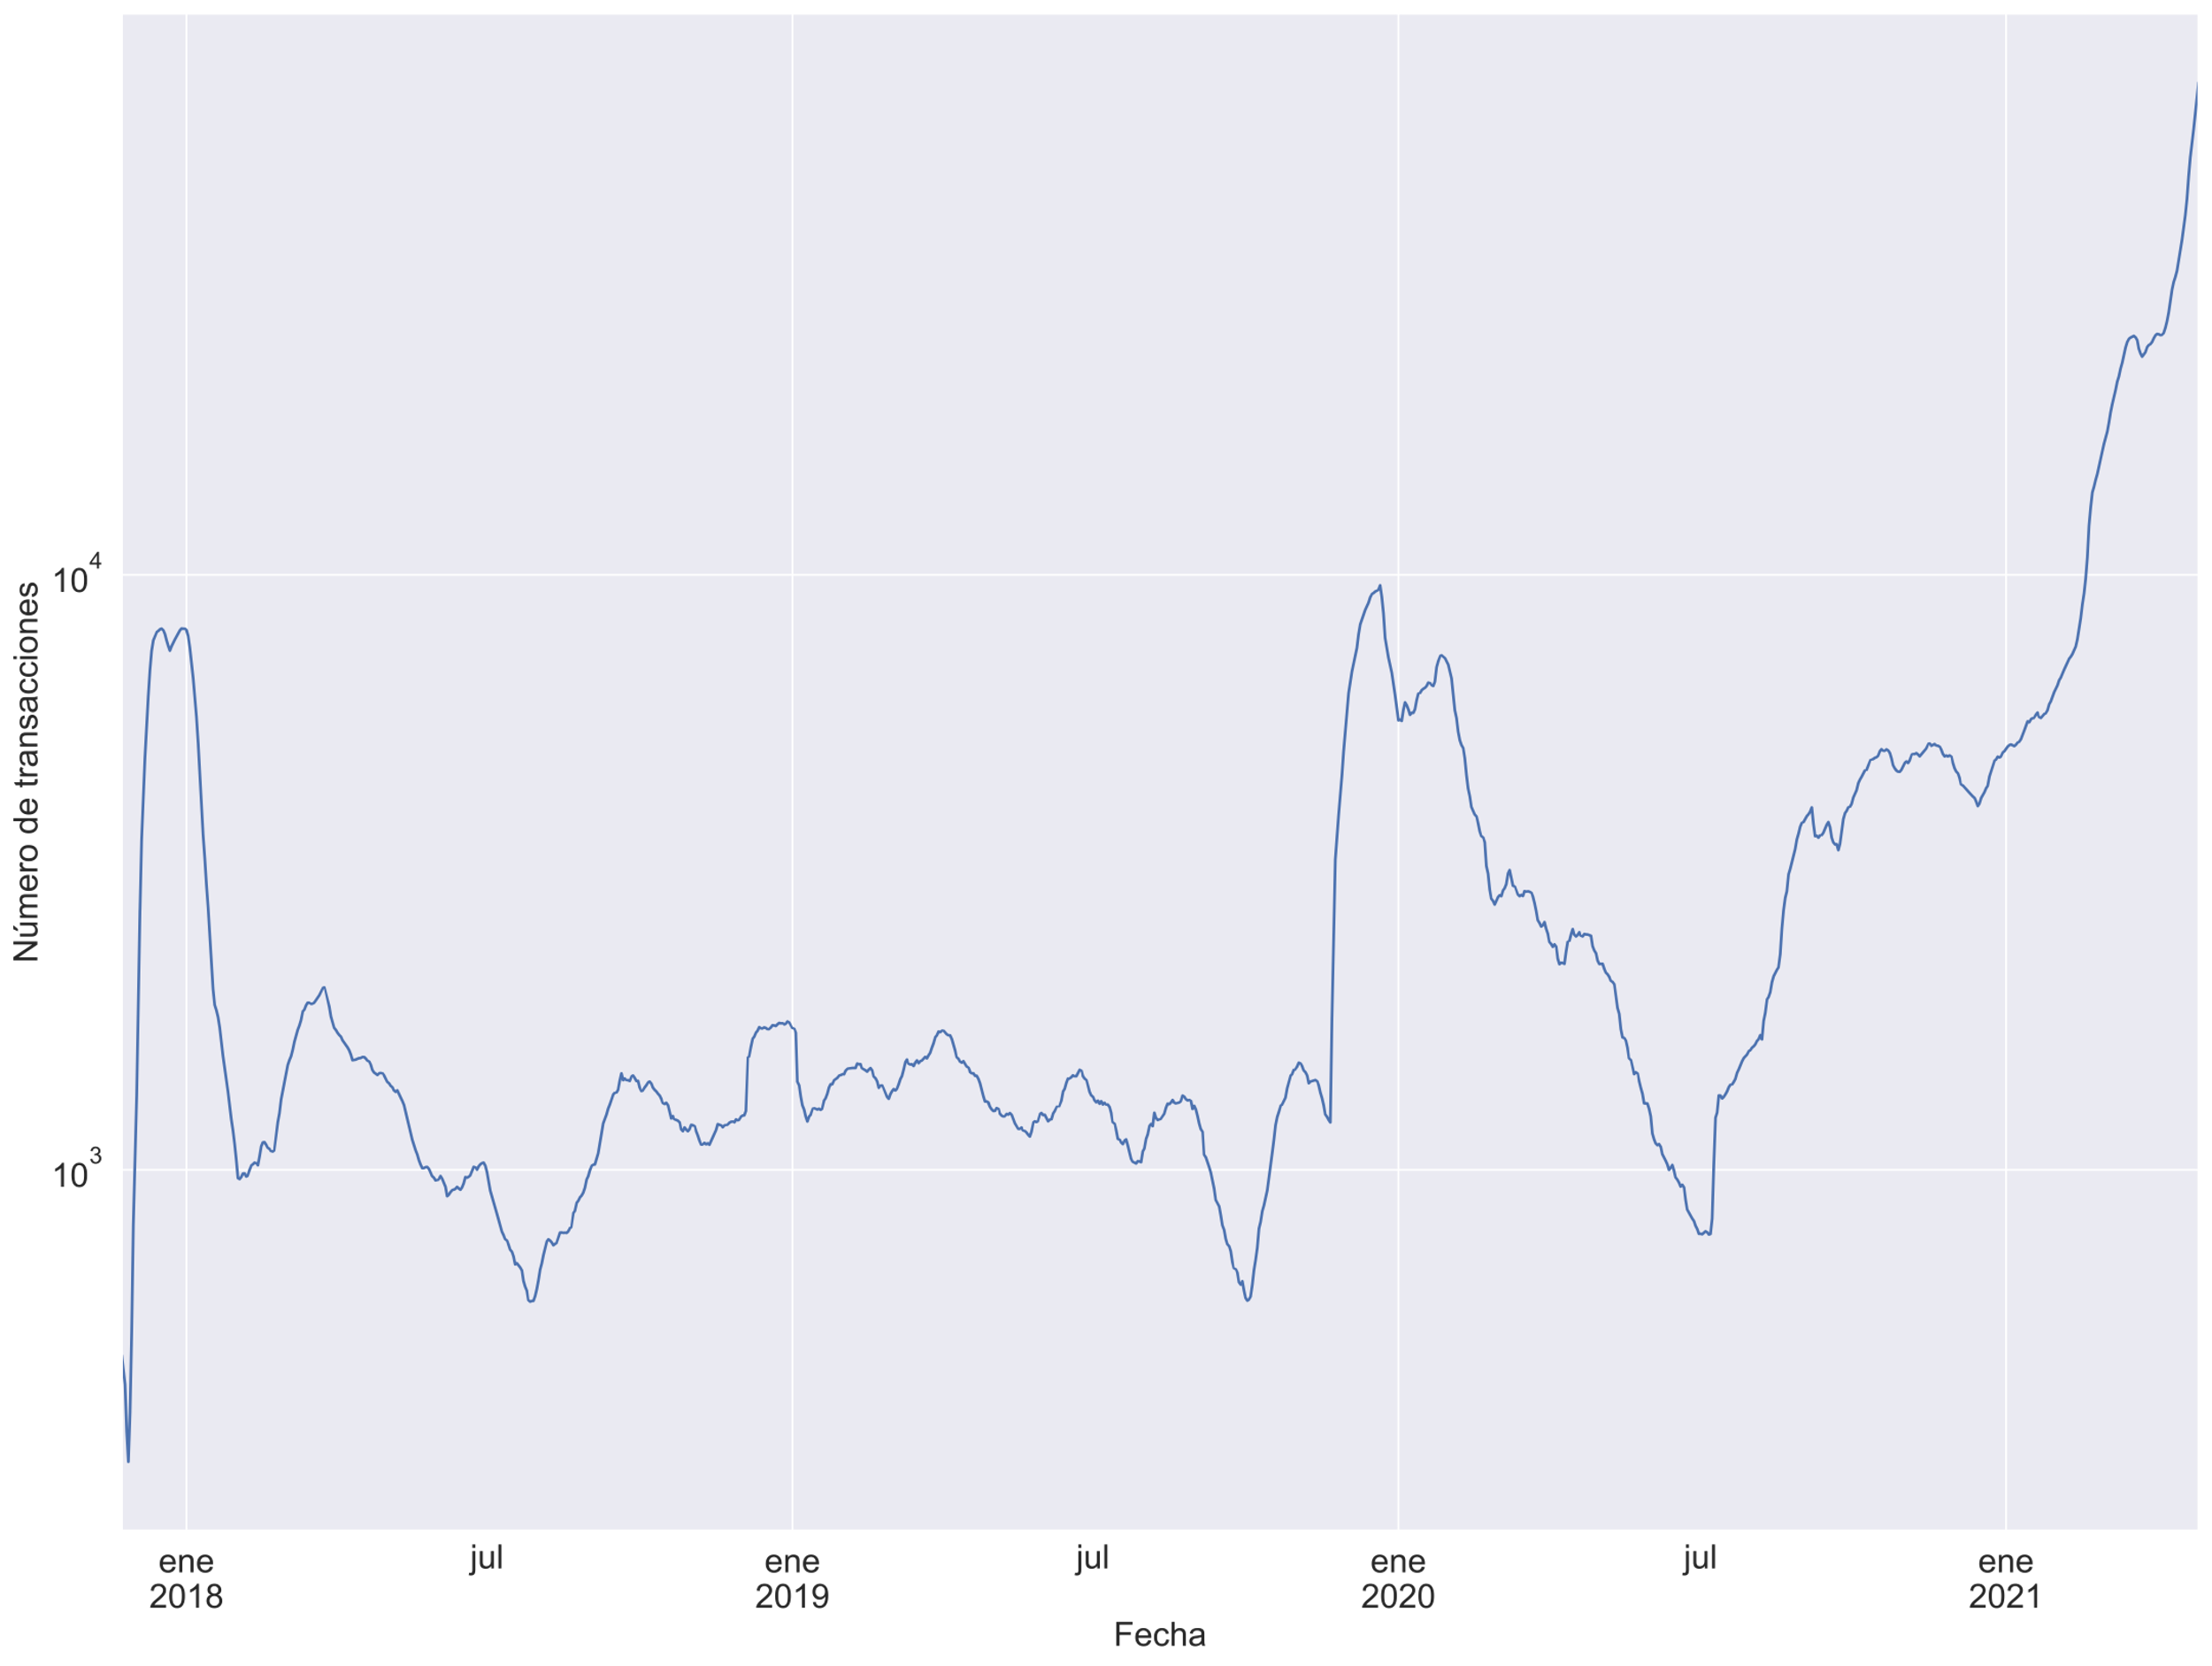 Número de transacciones
10^4
10^3
ene
2018
jul
ene
2019
jul
ene
2020
jul
ene
2021
Fecha